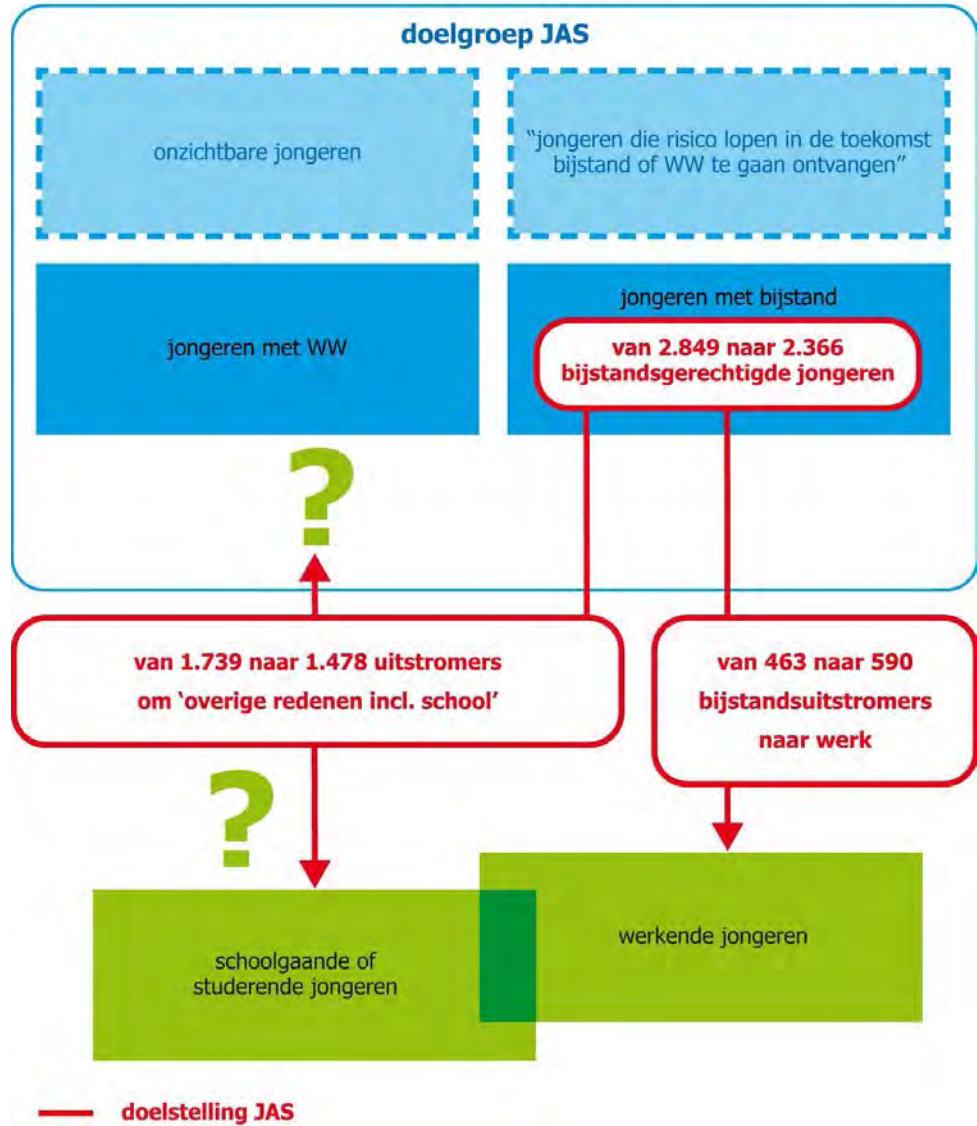 doelgroep JAS
onzichtbare jongeren
“jongeren die risico lopen in de toekomst
bijstand of WW te gaan ontvangen”
jongeren met WW
jongeren met bijstand
van 2.849 naar 2.366
bijstandsgerechtigde jongeren
?
van 1.739 naar 1.478 uitstromers
om ‘overige redenen incl. school’
van 463 naar 590
bijstandsuitstromers
naar werk
?
schoolgaande of
studerende jongeren
werkende jongeren
doelstelling JAS